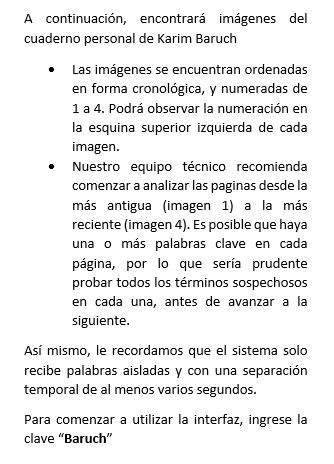 A continuación, encontrará imágenes del
cuaderno personal de Karim Baruch
• Las imágenes se encuentran ordenadas
en forma cronológica, y numeradas de
1 a 4. Podrá observar la numeración en
la esquina superior izquierda de cada
imagen.
• Nuestro equipo técnico recomienda
comenzar a analizar las paginas desde la
más antigua (imagen 1) a la más
reciente (imagen 4). Es posible que haya
una o más palabras clave en cada
página, por lo que sería prudente
probar todos los términos sospechosos
en cada una, antes de avanzar a la
siguiente.
Así mismo, le recordamos que el sistema solo
recibe palabras aisladas y con una separación
temporal de al menos varios segundos.
Para comenzar a utilizar la interfaz, ingrese la
clave “Baruch”